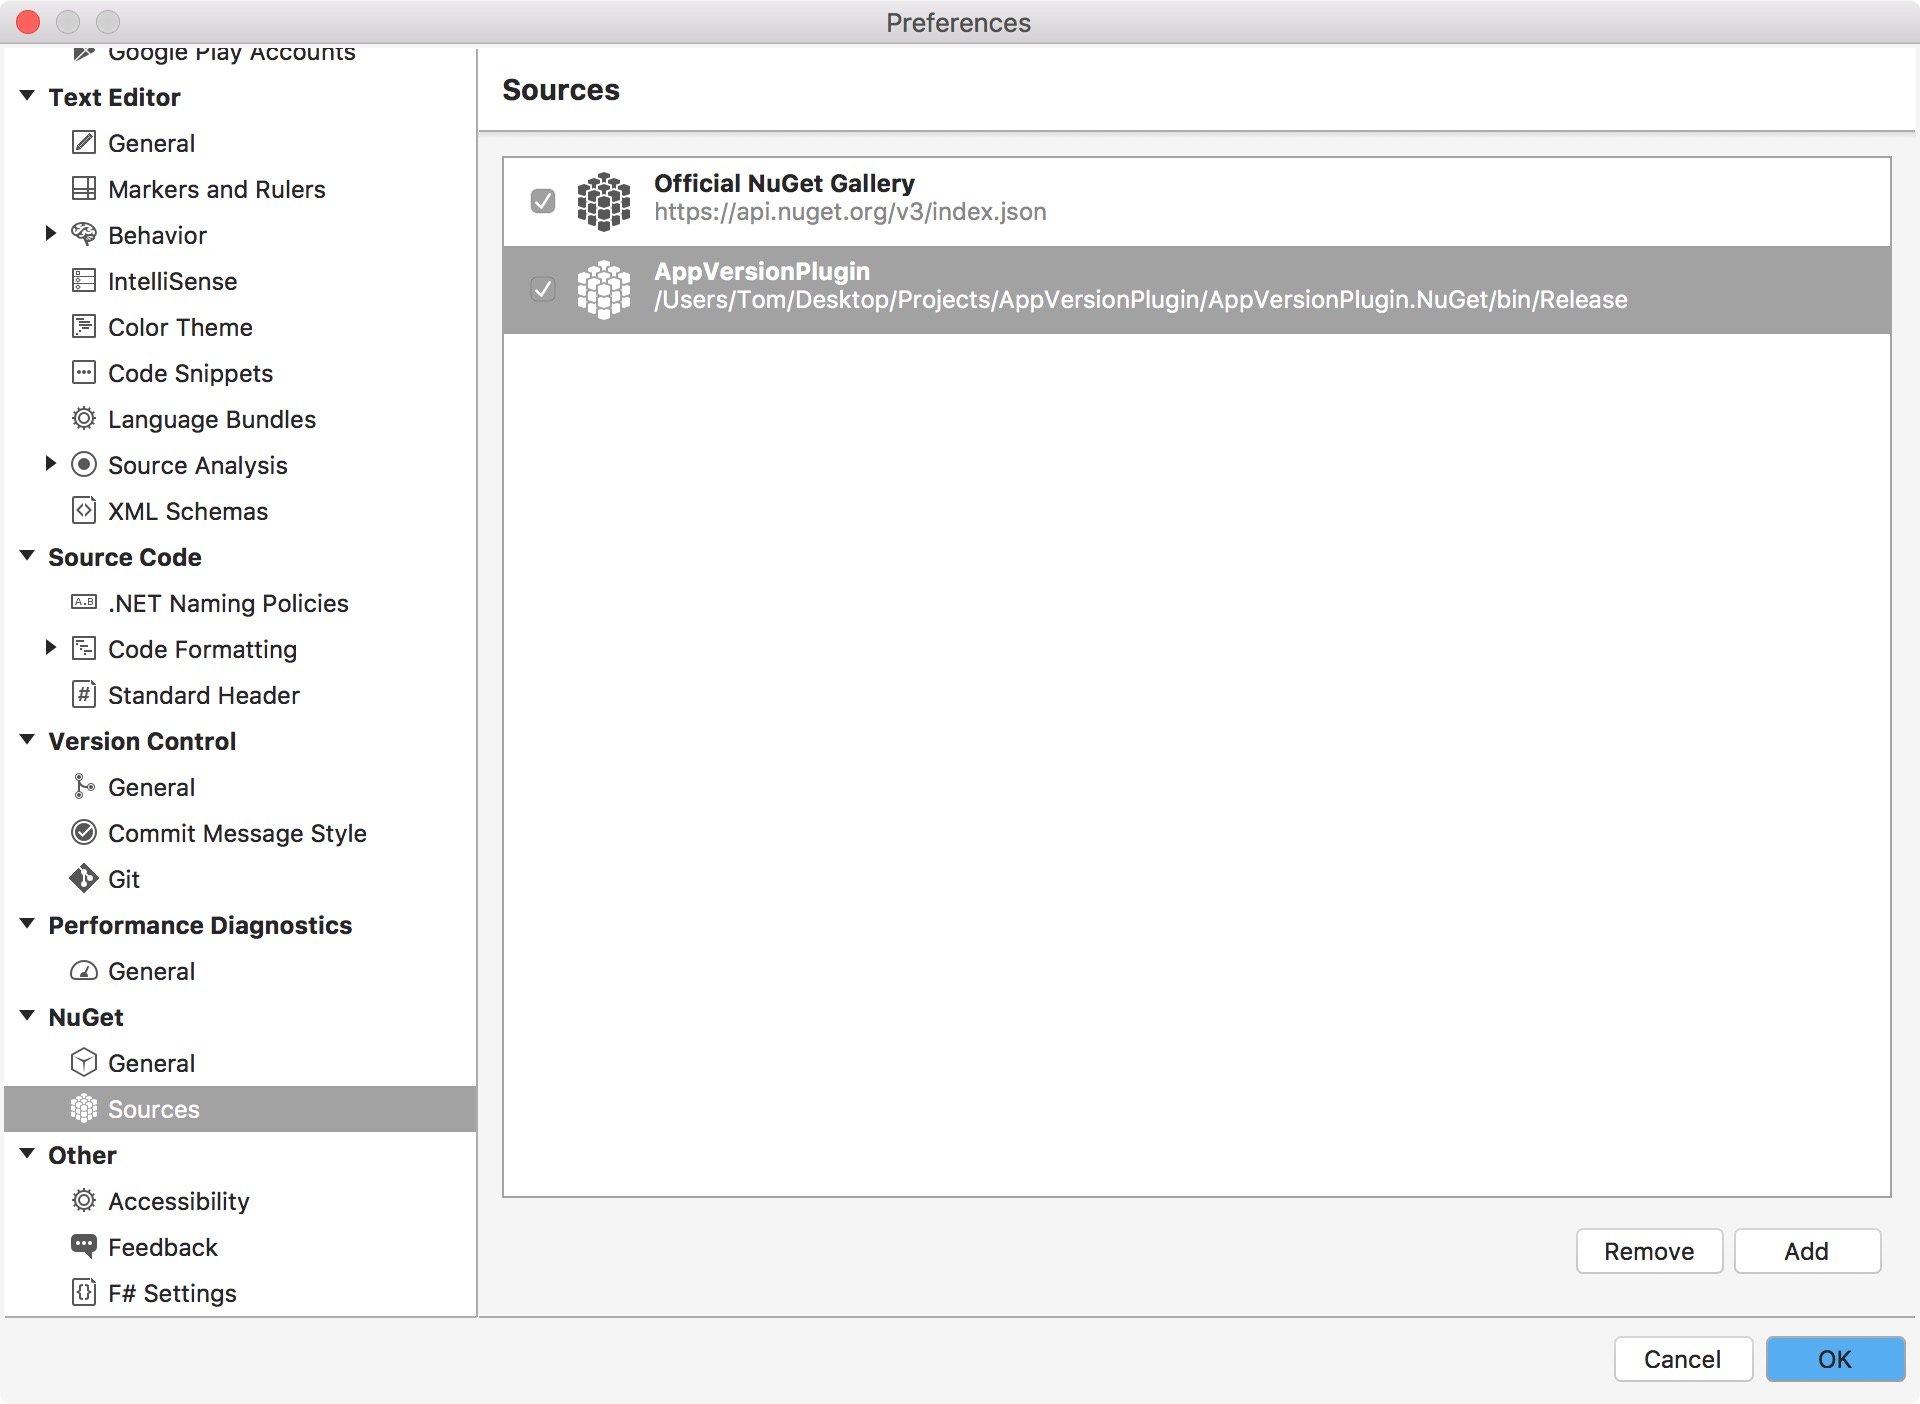 Preferences
Google Play Accounts
Text Editor
General
Markers and Rulers
Behavior
IntelliSense
Color Theme
Code Snippets
Language Bundles
Source Analysis
XML Schemas
Source Code
A.B .NET Naming Policies
Code Formatting
# Standard Header
Version Control
General
Commit Message Style
Git
Performance Diagnostics
General
NuGet
General
Sources
Other
Accessibility
Feedback
F# Settings
Sources
Official NuGet Gallery
https://api.nuget.org/v3/index.json
AppVersionPlugin
/Users/Tom/Desktop/Projects/AppVersionPlugin/AppVersionPlugin.NuGet/bin/Release
Remove
Add
Cancel
OK